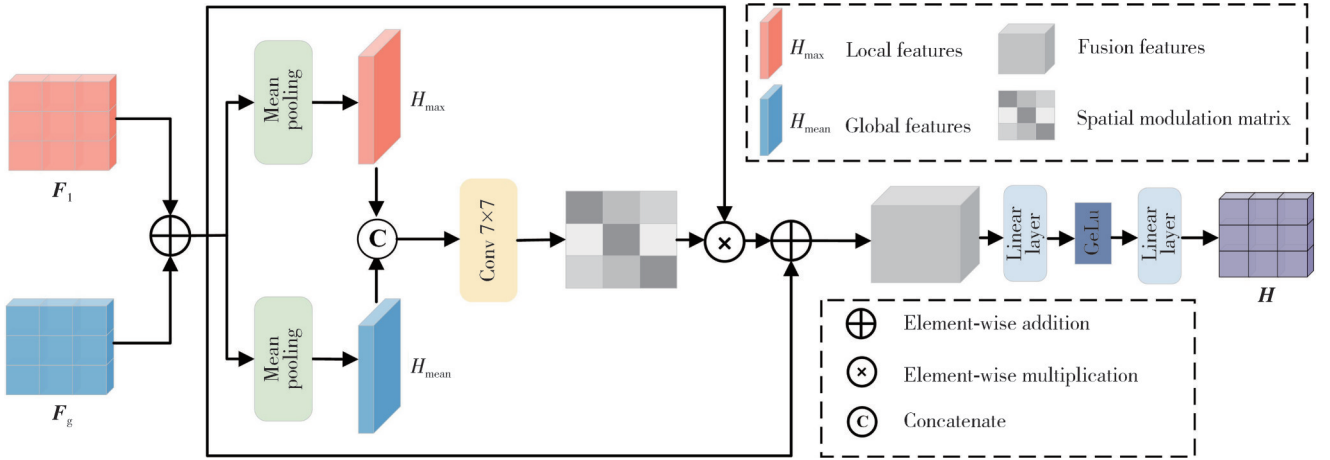 F1
Fg
Mean
pooling
Hmax
C
Mean
pooling
Hmean
Conv 7×7
Linear
layer
GeLu
Linear
layer
H
Hmax Local features
Fusion features
Hmean Global features
Spatial modulation matrix
Element-wise addition
Element-wise multiplication
C Concatenate